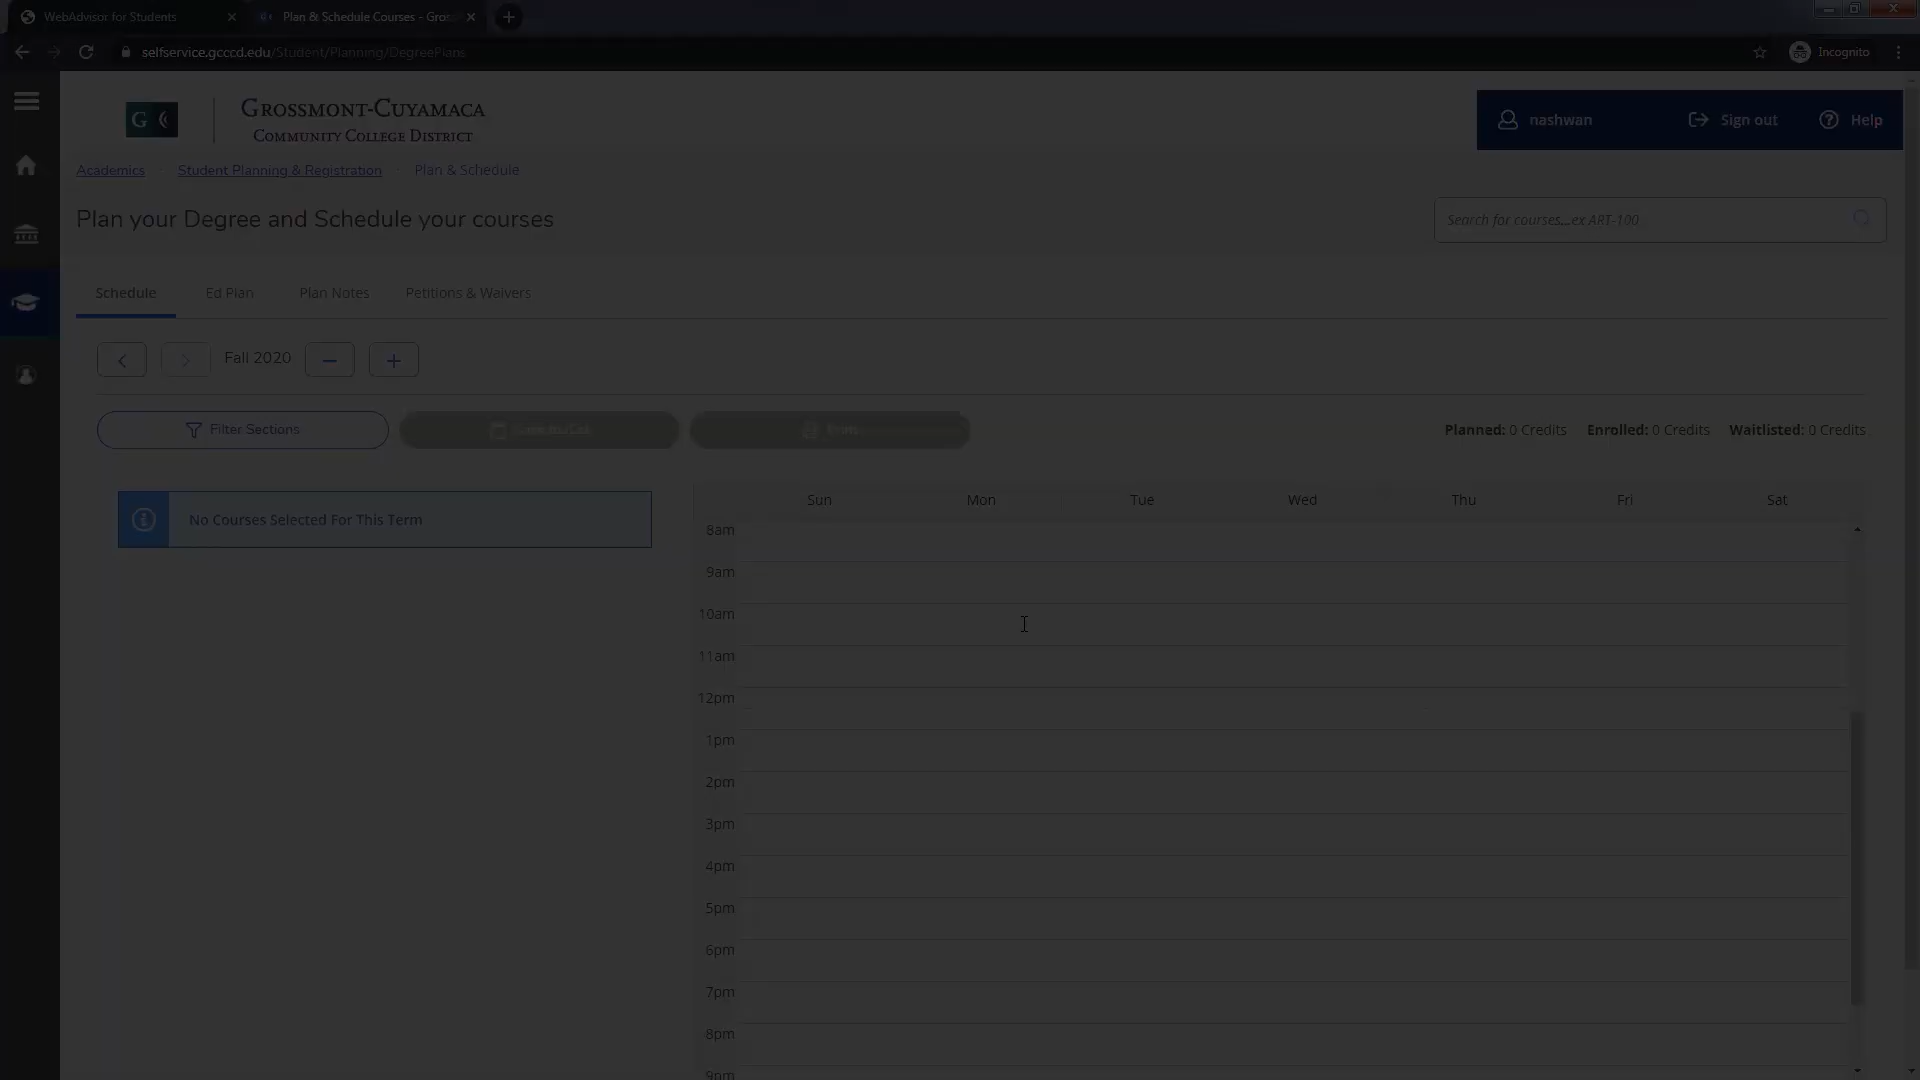 WebAdvisor for Students
Plan & Schedule Courses - Gros
selfservice.gcccd.edu/Student/Planning/DegreePlans
Incognito
G
GROSSMONT-CUYAMACA
COMMUNITY COLLEGE DISTRICT
nashwan
Sign out
Help
Academics
Student Planning & Registration
Plan & Schedule
Plan your Degree and Schedule your courses
Search for courses...ex ART-100
Schedule
Ed Plan
Plan Notes
Petitions & Waivers
Fall 2020
Filter Sections
Planned: 0 Credits
Enrolled: 0 Credits
Waitlisted: 0 Credits
No Courses Selected For This Term
Sun
Mon
Tue
Wed
Thu
Fri
Sat
8am
9am
10am
11am
12pm
1pm
2pm
3pm
4pm
5pm
6pm
7pm
8pm
9pm